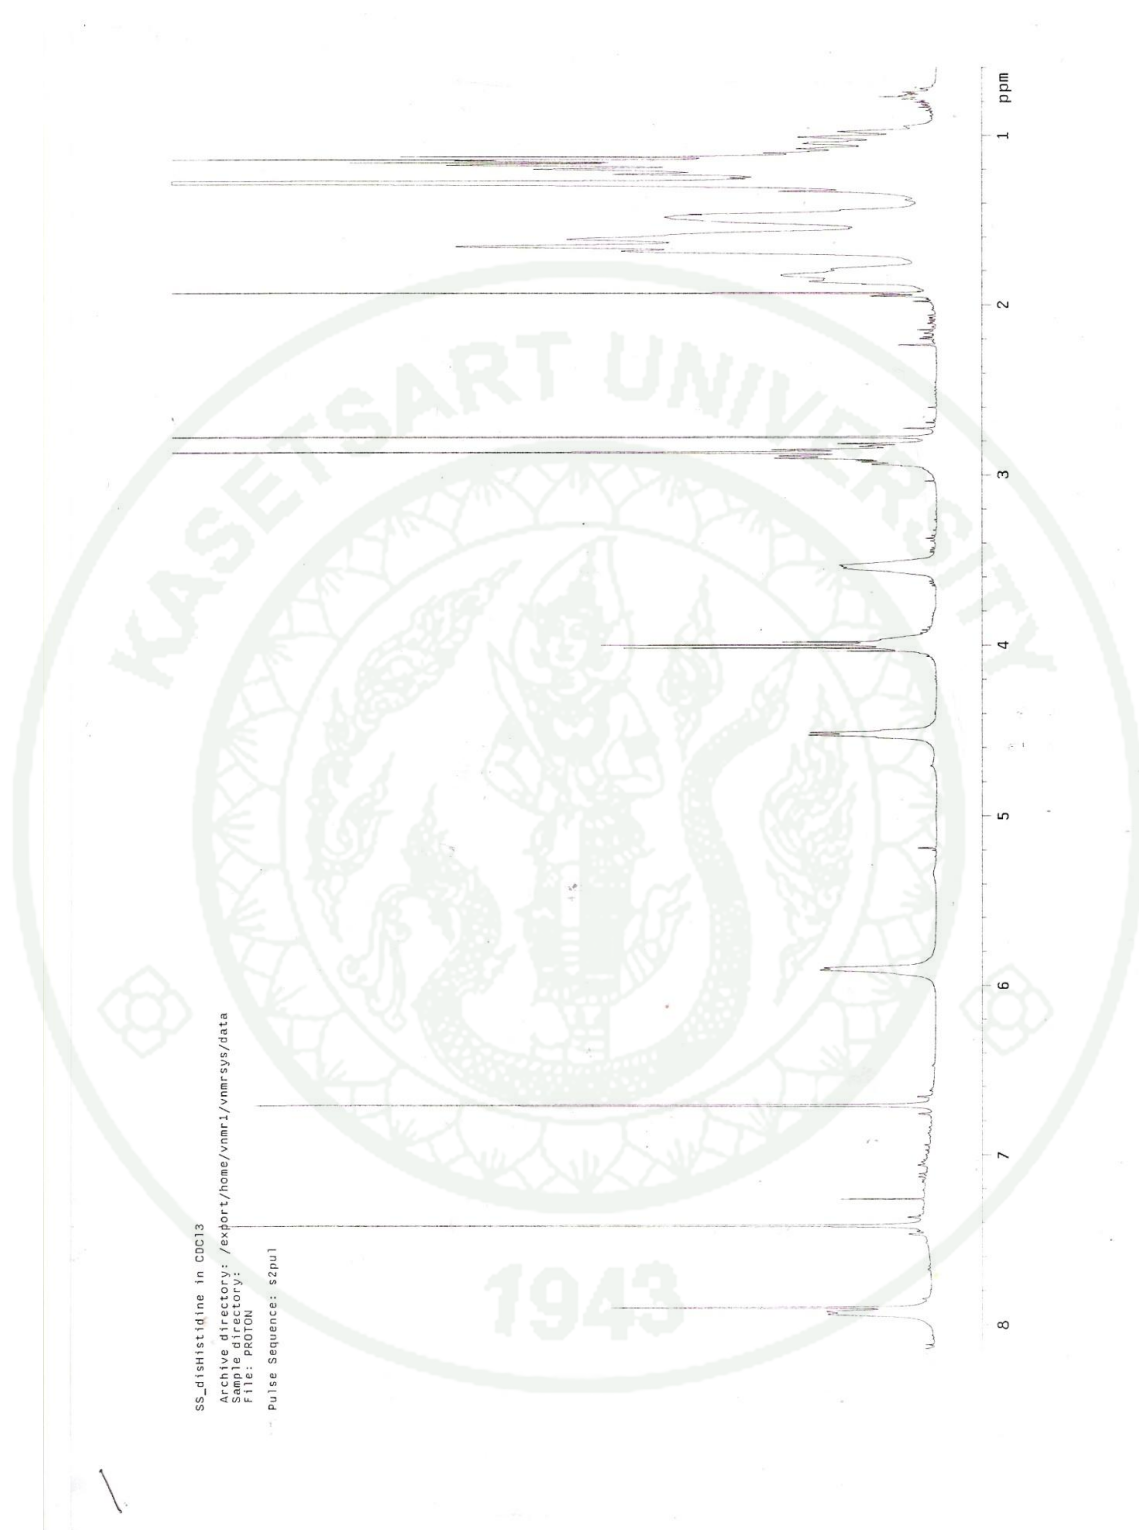 SS_disHistidine in CDCl3
Archive directory: /export/home/vnmr1/vnmrsys/data
Sample directory:
File: PROTON
Pulse Sequence: s2pul
KASETSART UNIVERSITY
1943
1 2 3 4 5 6 7 8 ppm